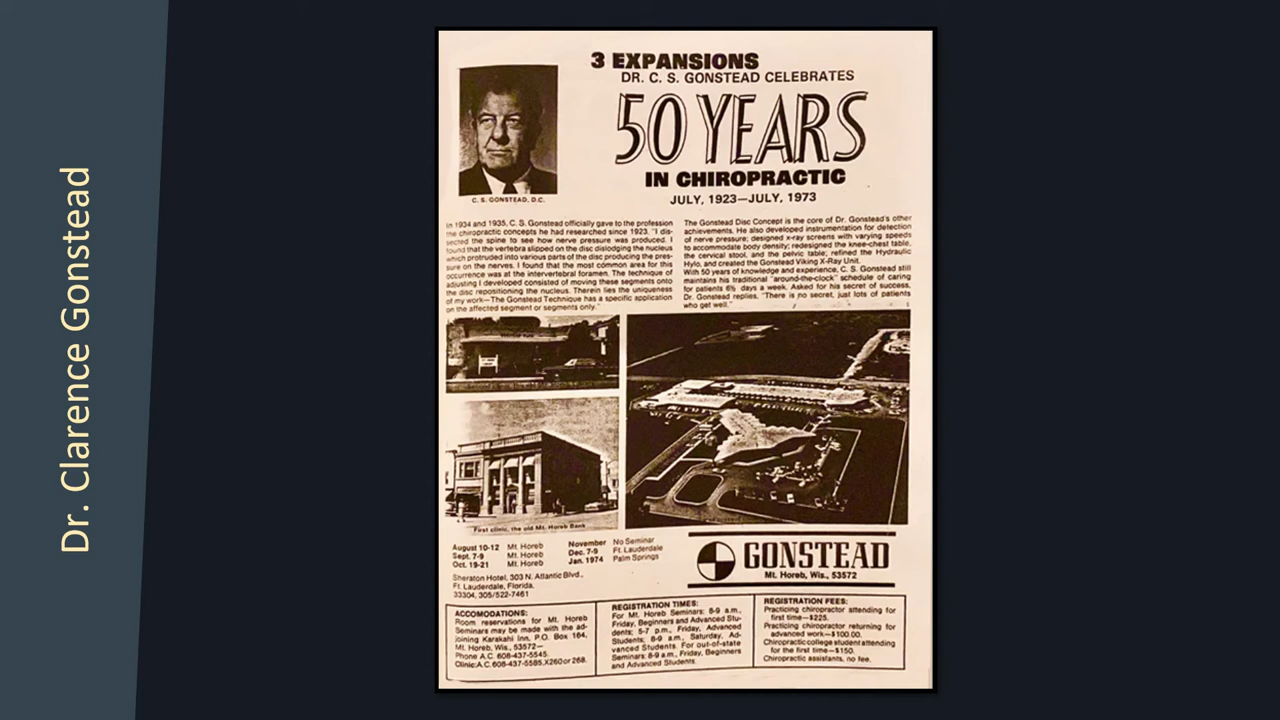 Dr. Clarence Gonstead
3 EXPANSIONS
DR. C. S. GONSTEAD CELEBRATES
50 YEARS
IN CHIROPRACTIC
JULY, 1923—JULY, 1973
C. S. GONSTEAD, D.C.
In 1934 and 1935, C. S. Gonstead officially gave to the profession
the chiropractic concepts he had researched since 1923. "I dis-
sected the spine to see how nerve pressure was produced. I
found that the vertebra slipped on the disc dislodging the nucleus
which protruded into various parts of the disc producing the pres-
sure on the nerves. I found that the most common area for this
occurrence was at the intervertebral foramen. The technique of
adjusting I developed consisted of moving these segments onto
the disc repositioning the nucleus. Therein lies the uniqueness
of my work—The Gonstead Technique has a specific application
on the affected segment or segments only."
The Gonstead Disc Concept is the core of Dr. Gonstead's other
achievements. He also developed instrumentation for detection
of nerve pressure; designed x-ray screens with varying speeds
to accommodate body density; redesigned the knee-chest table,
the cervical stool, and the pelvic table; refined the Hydraulic
Hylo, and created the Gonstead Viking X-Ray Unit.
With 50 years of knowledge and experience, C. S. Gonstead still
maintains his traditional "around-the-clock" schedule of caring
for patients 6½ days a week. Asked for his secret of success,
Dr. Gonstead replies, "There is no secret, just lots of patients
who get well."
First clinic, the old Mt. Horeb Bank
August 10-12 Mt. Horeb
Sept. 7-9 Mt. Horeb
Oct. 19-21 Mt. Horeb
November No Seminar
Dec. 7-9 Ft. Lauderdale
Jan. 1974 Palm Springs
Sheraton Hotel, 303 N. Atlantic Blvd.,
Ft. Lauderdale, Florida.
33304, 305/522-7461
GONSTEAD
Mt. Horeb, Wis., 53572
ACCOMODATIONS:
Room reservations for Mt. Horeb
Seminars may be made with the ad-
joining Karakahl Inn, P.O. Box 164,
Mt. Horeb, Wis., 53572—
Phone A.C. 608-437-5545.
Clinic: A.C. 608-437-5585, X260 or 268.
REGISTRATION TIMES:
For Mt. Horeb Seminars: 8-9 a.m.,
Friday, Beginners and Advanced Stu-
dents; 5-7 p.m., Friday, Advanced
Students; 8-9 a.m., Saturday, Ad-
vanced Students. For out-of-state
Seminars: 8-9 a.m., Friday, Beginners
and Advanced Students.
REGISTRATION FEES:
Practicing chiropractor attending for
first time—$225.
Practicing chiropractor returning for
advanced work—$100.00.
Chiropractic college student attending
for the first time—$150.
Chiropractic assistants, no fee.